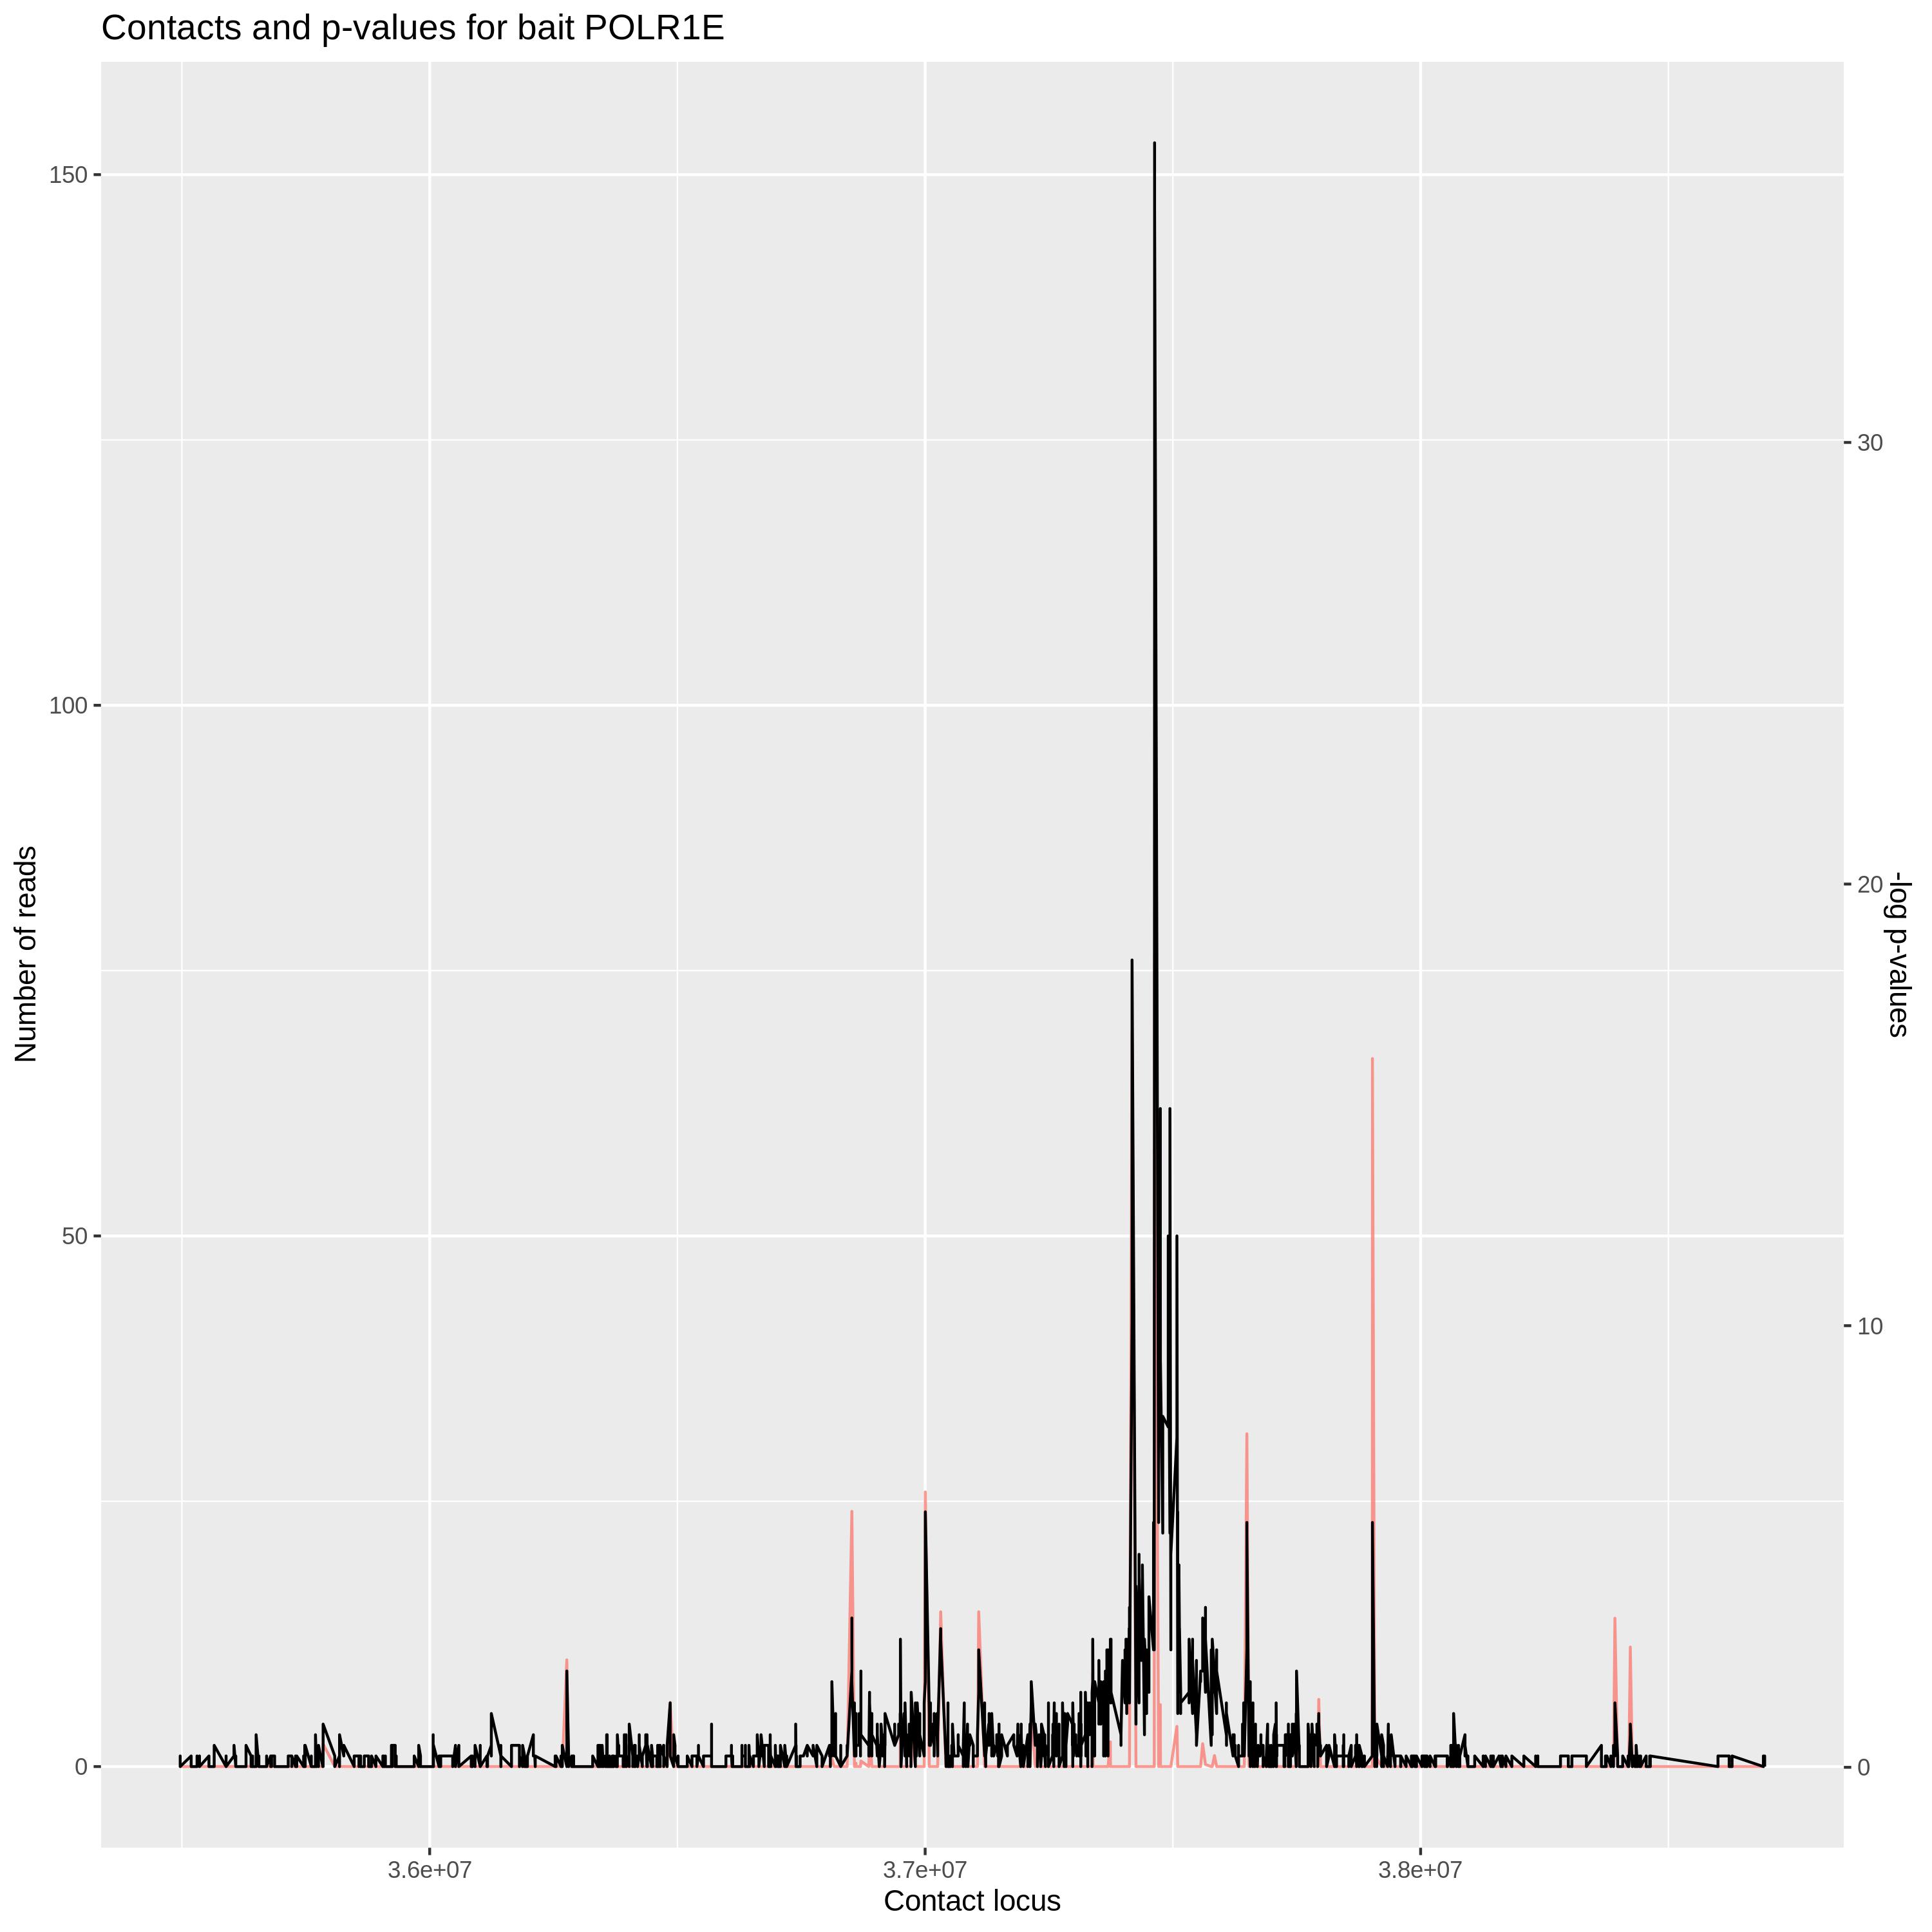 Contacts and p-values for bait POLR1E
150
100
50
0
Number of reads
30
20
10
0
-log p-values
3.6e+07
3.7e+07
3.8e+07
Contact locus